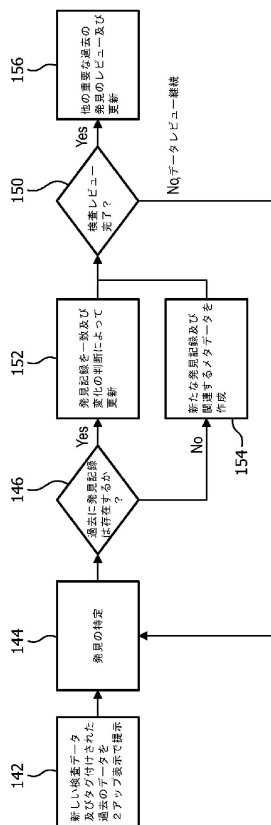 142
新しい検査データ
及びタグ付けされた
過去のデータを
2アップ表示で提示
144
発見の特定
146
過去に発見記録
は存在するか
?
Yes
No
152
発見記録を一致及び
変化の判断によって
更新
154
新たな発見記録及び
関連するメタデータを
作成
150
検査レビュー
完了?
Yes
No,データレビュー継続
156
他の重要な過去の
発見のレビュー及び
更新